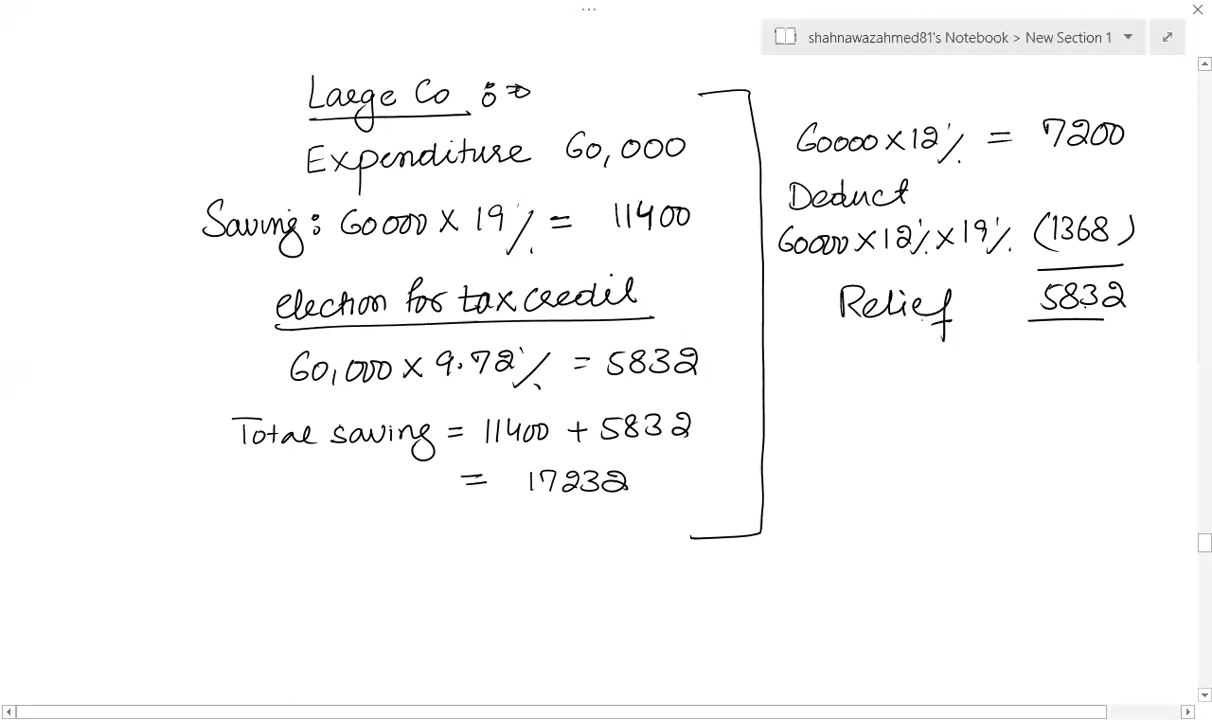 shahnawazahmed81's Notebook > New Section 1
Large Co :⇒
Expenditure 60,000
Saving: 60000 X 19% = 11400
election for tax credit
60,000 X 9.72% = 5832
Total saving = 11400 + 5832
= 17232
60000 X 12% = 7200
Deduct
60000 X 12% X 19% (1368)
Relief 5832